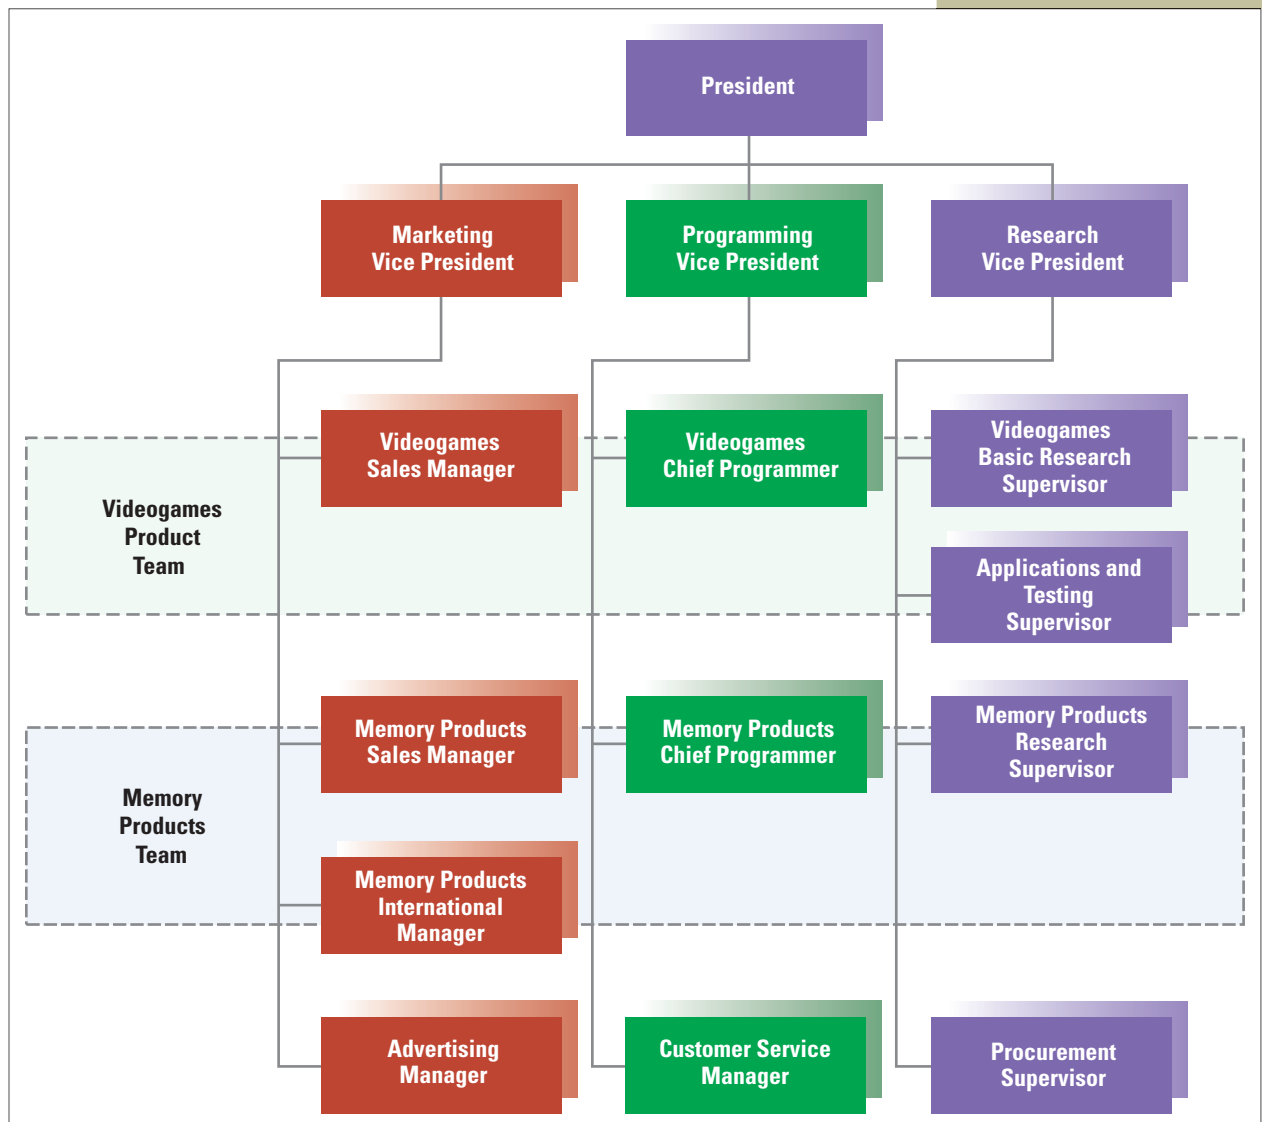 President
Marketing
Vice President
Programming
Vice President
Research
Vice President
Videogames
Product
Team
Videogames
Sales Manager
Videogames
Chief Programmer
Videogames
Basic Research
Supervisor
Applications and
Testing
Supervisor
Memory
Products
Team
Memory Products
Sales Manager
Memory Products
Chief Programmer
Memory Products
Research
Supervisor
Memory Products
International
Manager
Advertising
Manager
Customer Service
Manager
Procurement
Supervisor